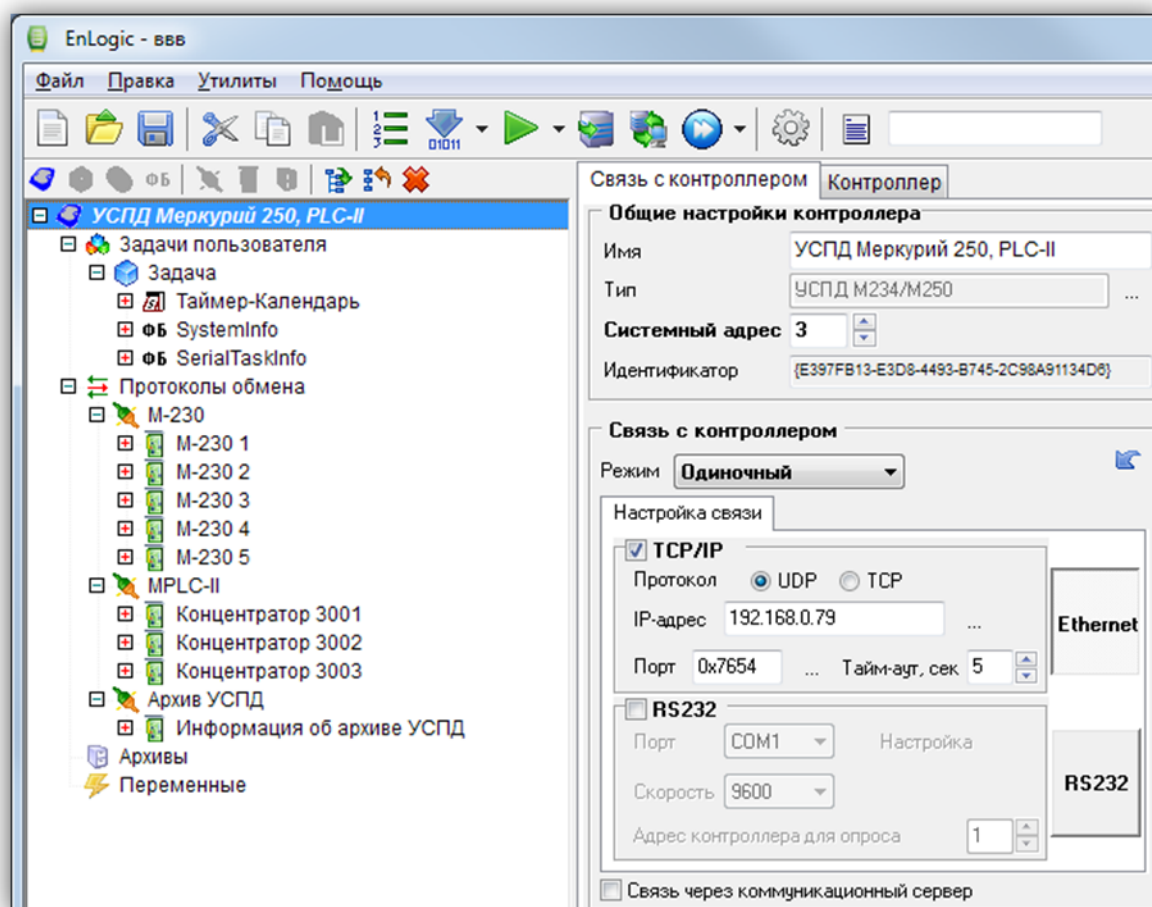 EnLogic - ввв
Файл Правка Утилиты Помощь
ФБ
УСПД Меркурий 250, PLC-II
Задачи пользователя
Задача
Таймер-Календарь
ФБ SystemInfo
ФБ SerialTaskInfo
Протоколы обмена
М-230
М-230 1
М-230 2
М-230 3
М-230 4
М-230 5
MPLC-II
Концентратор 3001
Концентратор 3002
Концентратор 3003
Архив УСПД
Информация об архиве УСПД
Архивы
Переменные
Связь с контроллером Контроллер
Общие настройки контроллера
Имя УСПД Меркурий 250, PLC-II
Тип УСПД М234/М250 ...
Системный адрес 3
Идентификатор {E397FB13-E3D8-4493-B745-2C98A91134D6}
Связь с контроллером
Режим Одиночный
Настройка связи
TCP/IP
Протокол UDP TCP
IP-адрес 192.168.0.79 ...
Порт 0x7654 ... Тайм-аут, сек 5
Ethernet
RS232
Порт COM1 Настройка
Скорость 9600
Адрес контроллера для опроса 1
RS232
Связь через коммуникационный сервер